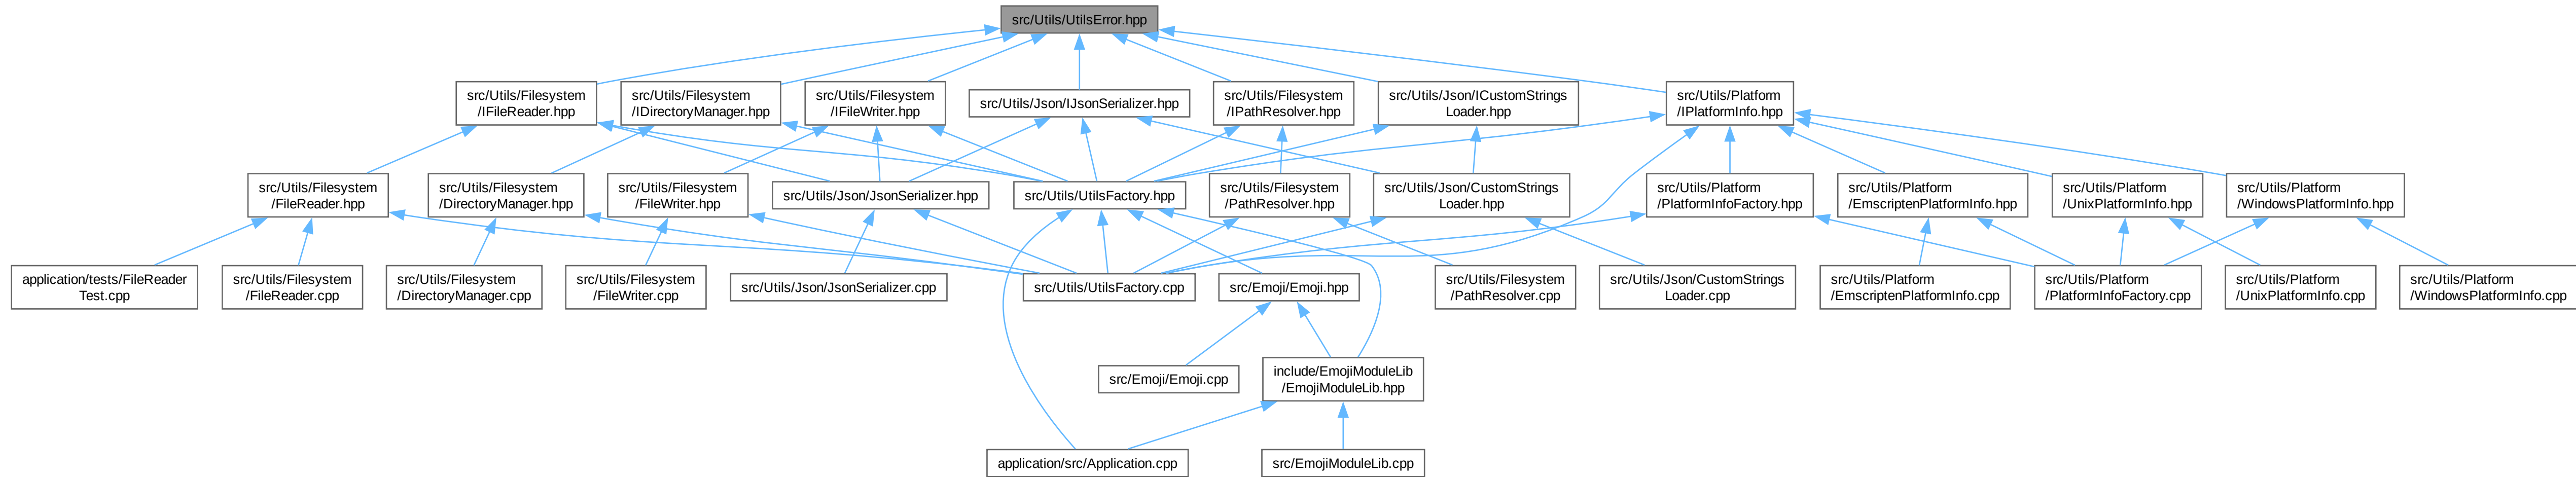 src/Utils/UtilsError.hpp
src/Utils/Filesystem
/IFileReader.hpp
src/Utils/Filesystem
/IDirectoryManager.hpp
src/Utils/Filesystem
/IFileWriter.hpp
src/Utils/Json/IJsonSerializer.hpp
src/Utils/Filesystem
/IPathResolver.hpp
src/Utils/Json/ICustomStrings
Loader.hpp
src/Utils/Platform
/IPlatformInfo.hpp
src/Utils/Filesystem
/FileReader.hpp
src/Utils/Filesystem
/DirectoryManager.hpp
src/Utils/Filesystem
/FileWriter.hpp
src/Utils/Json/JsonSerializer.hpp
src/Utils/UtilsFactory.hpp
src/Utils/Filesystem
/PathResolver.hpp
src/Utils/Json/CustomStrings
Loader.hpp
src/Utils/Platform
/PlatformInfoFactory.hpp
src/Utils/Platform
/EmscriptenPlatformInfo.hpp
src/Utils/Platform
/UnixPlatformInfo.hpp
src/Utils/Platform
/WindowsPlatformInfo.hpp
application/tests/FileReader
Test.cpp
src/Utils/Filesystem
/FileReader.cpp
src/Utils/Filesystem
/DirectoryManager.cpp
src/Utils/Filesystem
/FileWriter.cpp
src/Utils/Json/JsonSerializer.cpp
src/Utils/UtilsFactory.cpp
src/Emoji/Emoji.hpp
src/Utils/Filesystem
/PathResolver.cpp
src/Utils/Json/CustomStrings
Loader.cpp
src/Utils/Platform
/EmscriptenPlatformInfo.cpp
src/Utils/Platform
/PlatformInfoFactory.cpp
src/Utils/Platform
/UnixPlatformInfo.cpp
src/Utils/Platform
/WindowsPlatformInfo.cpp
src/Emoji/Emoji.cpp
include/EmojiModuleLib
/EmojiModuleLib.hpp
application/src/Application.cpp
src/EmojiModuleLib.cpp